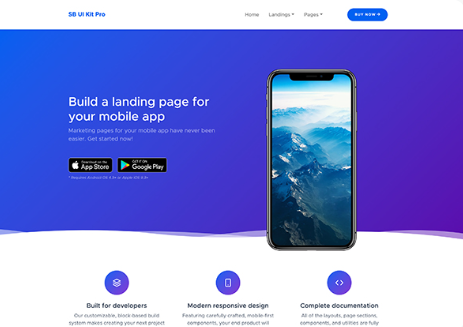 SB UI Kit Pro
Home Landings Pages
BUY NOW
Build a landing page for
your mobile app
Marketing pages for your mobile app have never been
easier. Get started now!
Download on the
App Store
GET IT ON
Google Play
* Requires Android OS
Built for developers
Our customizable, block-based build
system makes creating your next project
Modern responsive design
Featuring carefully crafted, mobile-first
components, your end product will
Complete documentation
All of the layouts, page sections,
components, and utilities are fully